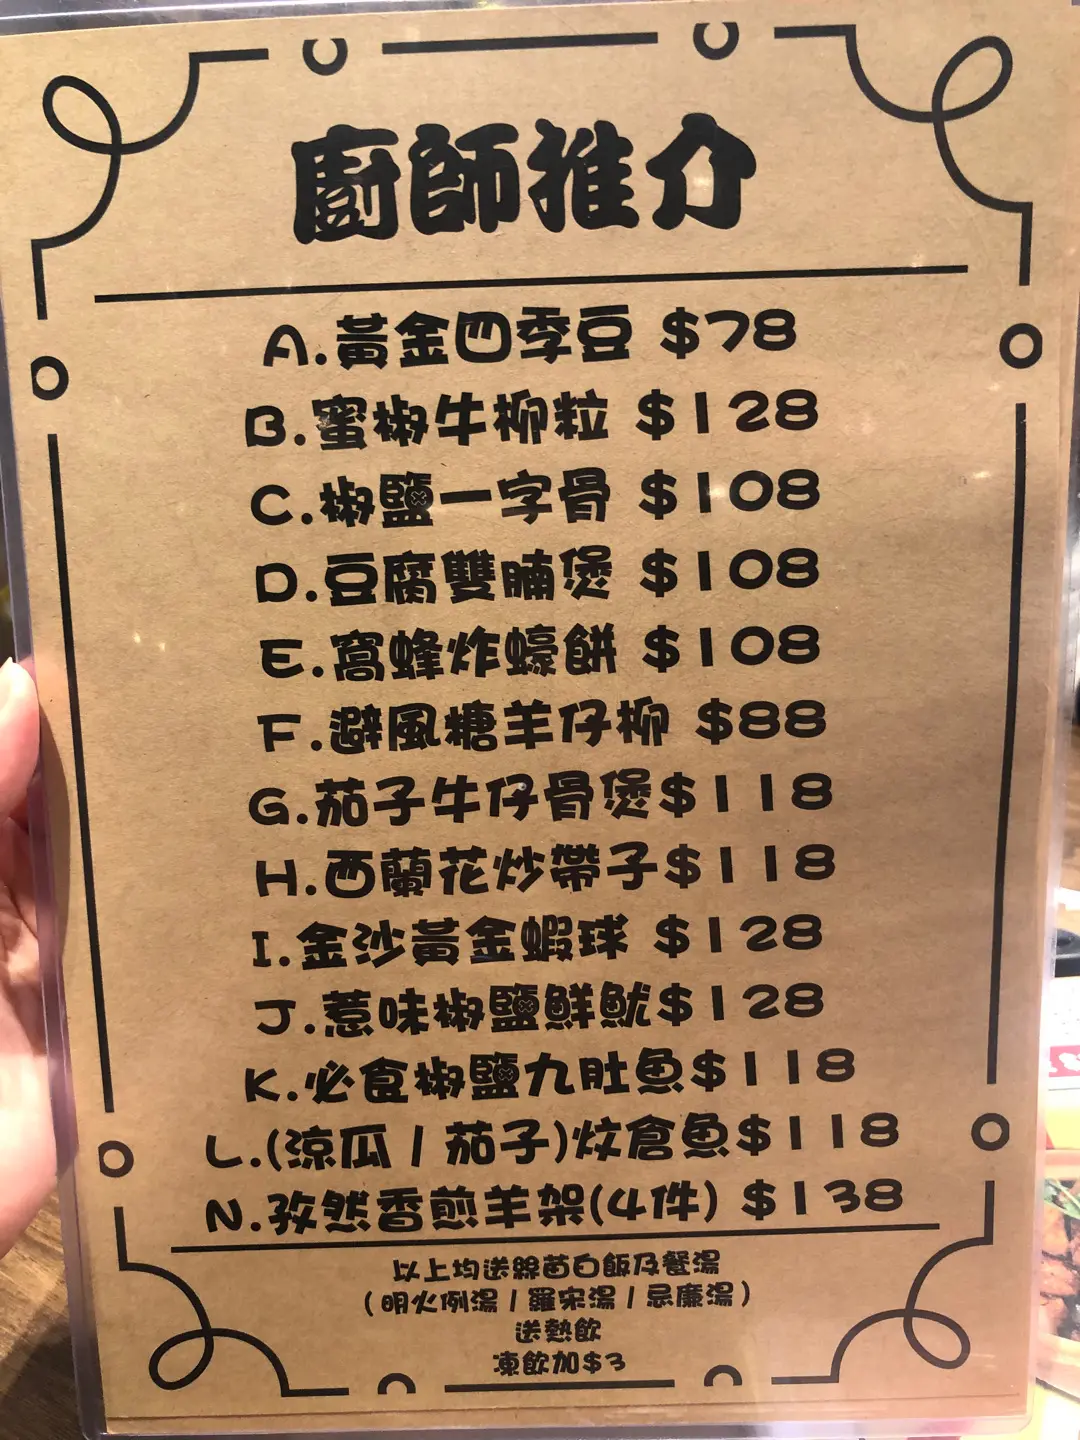 廚師推介
A.黃金四季豆 $78
B.蜜椒牛柳粒 $128
C.椒鹽一字骨 $108
D.豆腐雙腩煲 $108
E.窩蜂炸蠔餅 $108
F.避風糖羊仔柳 $88
G.茄子牛仔骨煲$118
H.西蘭花炒帶子$118
I.金沙黃金蝦球 $128
J.惹味椒鹽鮮魷$128
K.必食椒鹽九肚魚$118
L.(涼瓜/茄子)炆倉魚$118
N.孜然香煎羊架(4件) $138
以上均送絲苗白飯及餐湯
(明火例湯/羅宋湯/忌廉湯)
送熱飲
凍飲加$3